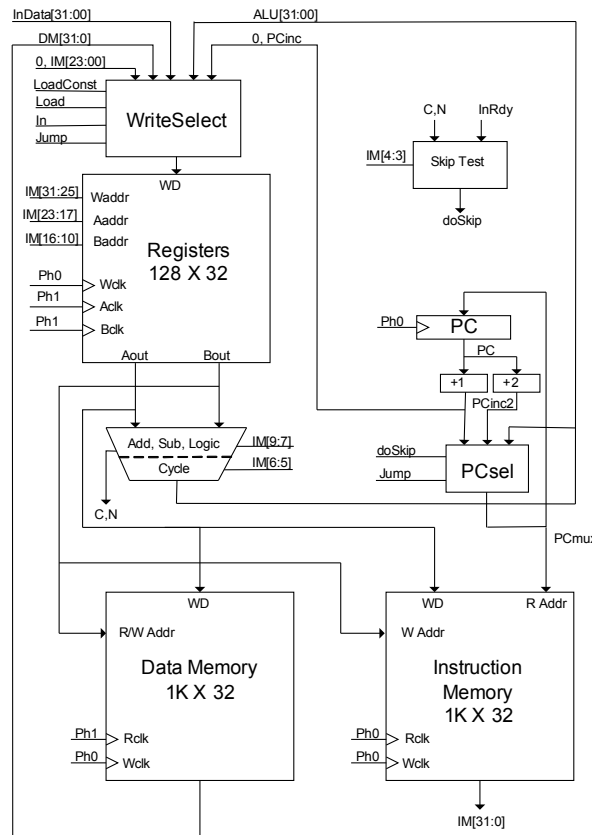 InData[31:00]
ALU[31:00]
DM[31:0]
0, PCinc
0, IM[23:00]
LoadConst
Load
In
Jump
WriteSelect
C,N
InRdy
IM[4:3]
Skip Test
doSkip
WD
IM[31:25]
Waddr
IM[23:17]
Aaddr
IM[16:10]
Baddr
Registers
128 X 32
Ph0
Wclk
Ph1
Aclk
Ph1
Bclk
Aout
Bout
Ph0
PC
PC
+1
+2
PCinc2
Add, Sub, Logic
IM[9:7]
Cycle
IM[6:5]
C,N
doSkip
Jump
PCsel
PCmux
WD
R/W Addr
Data Memory
1K X 32
Ph1
Rclk
Ph0
Wclk
WD
R Addr
W Addr
Instruction
Memory
1K X 32
Ph0
Rclk
Ph0
Wclk
IM[31:0]